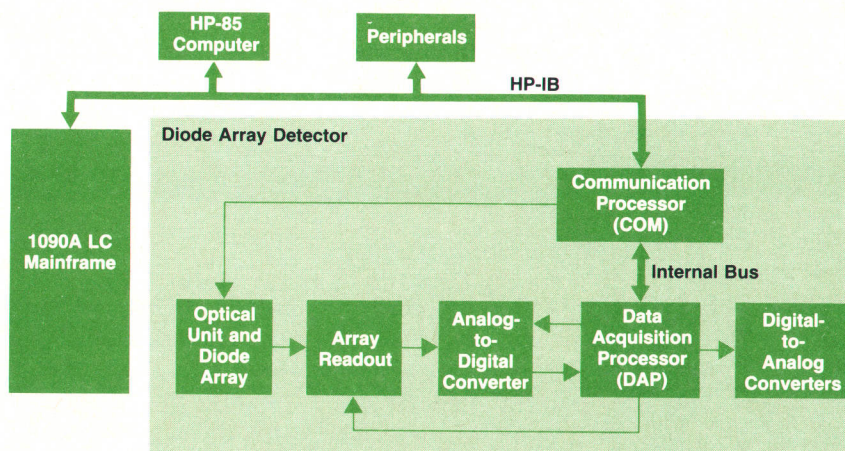 HP-85
Computer
Peripherals
HP-IB
Diode Array Detector
Communication
Processor
(COM)
1090A LC
Mainframe
Internal Bus
Optical
Unit and
Diode
Array
Array
Readout
Analog-
to-
Digital
Converter
Data
Acquisition
Processor
(DAP)
Digital-
to-
Analog
Converters